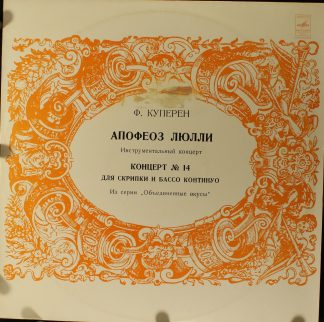 Ф. КУПЕРЕН
АПОФЕОЗ ЛЮЛЛИ
Инструментальный концерт
КОНЦЕРТ № 14
ДЛЯ СКРИПКИ И БАССО КОНТИНУО
Из серии „Объединенные вкусы"